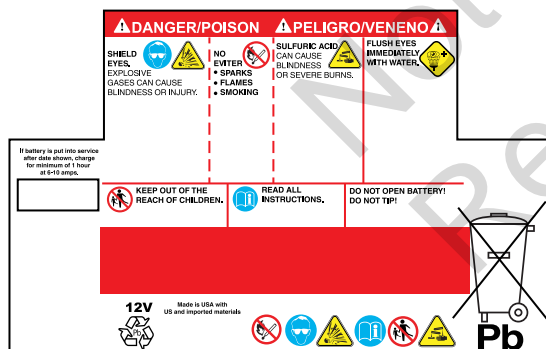 DANGER/POISON
PELIGRO/VENENO
SHIELD
EYES.
EXPLOSIVE
GASES CAN CAUSE
BLINDNESS OR INJURY.
NO
EVITER
• SPARKS
• FLAMES
• SMOKING
SULFURIC ACID
CAN CAUSE
BLINDNESS
OR SEVERE BURNS.
FLUSH EYES
IMMEDIATELY
WITH WATER.
If battery is put into service
after date shown, charge
for minimum of 1 hour
at 6-10 amps.
KEEP OUT OF THE
REACH OF CHILDREN.
READ ALL
INSTRUCTIONS.
DO NOT OPEN BATTERY!
DO NOT TIP!
12V
Pb
Made is USA with
US and imported materials
Pb
Not
Re